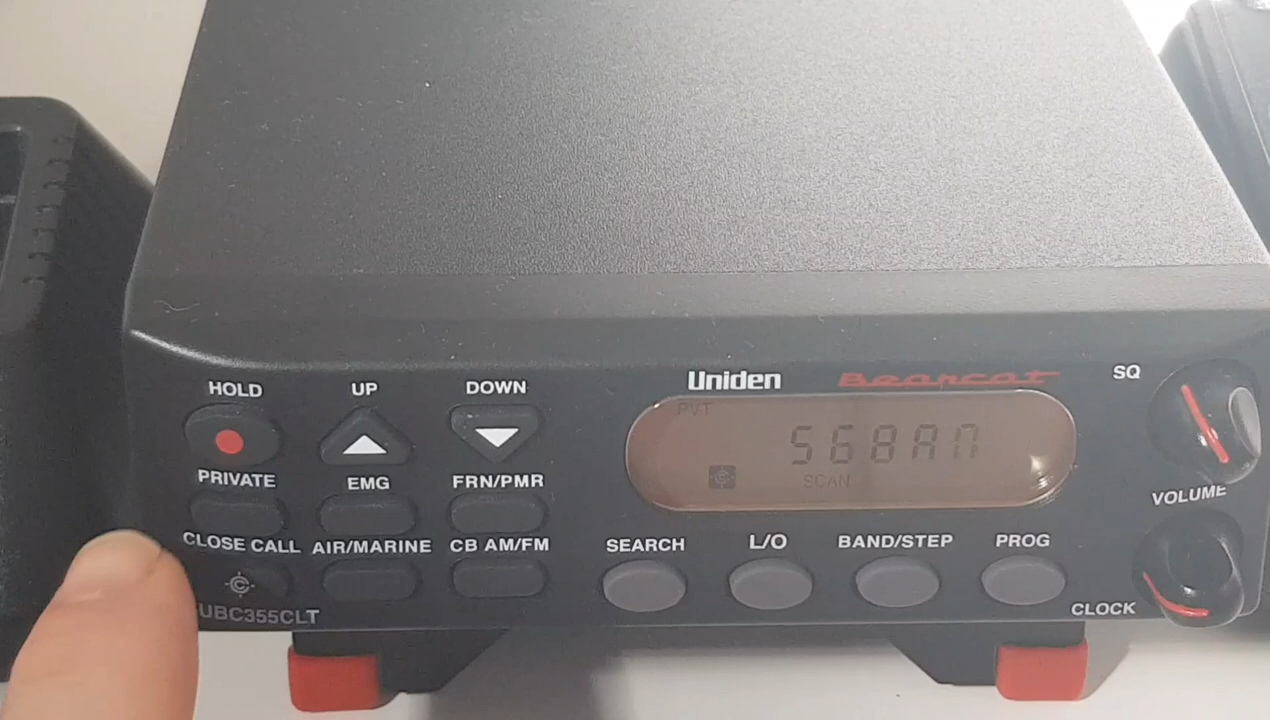 Uniden Bearcat
HOLD UP DOWN SQ
PVT
SCAN
PRIVATE EMG FRN/PMR
VOLUME
CLOSE CALL AIR/MARINE CB AM/FM
SEARCH L/O BAND/STEP PROG
UBC355CLT
CLOCK